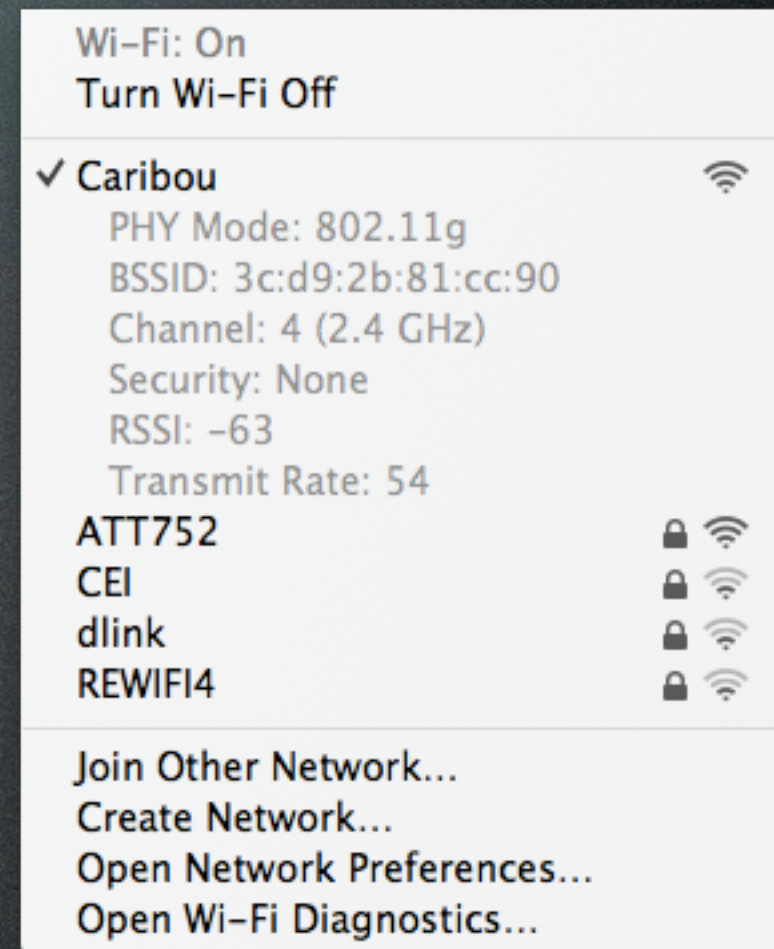 Wi-Fi: On
Turn Wi-Fi Off
Caribou
PHY Mode: 802.11g
BSSID: 3c:d9:2b:81:cc:90
Channel: 4 (2.4 GHz)
Security: None
RSSI: -63
Transmit Rate: 54
ATT752
CEI
dlink
REWIFI4
Join Other Network...
Create Network...
Open Network Preferences...
Open Wi-Fi Diagnostics...